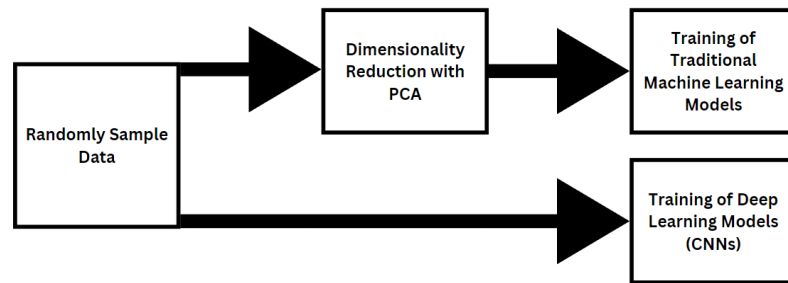 Randomly Sample
Data
Dimensionality
Reduction with
PCA
Training of
Traditional
Machine Learning
Models
Training of Deep
Learning Models
(CNNs)